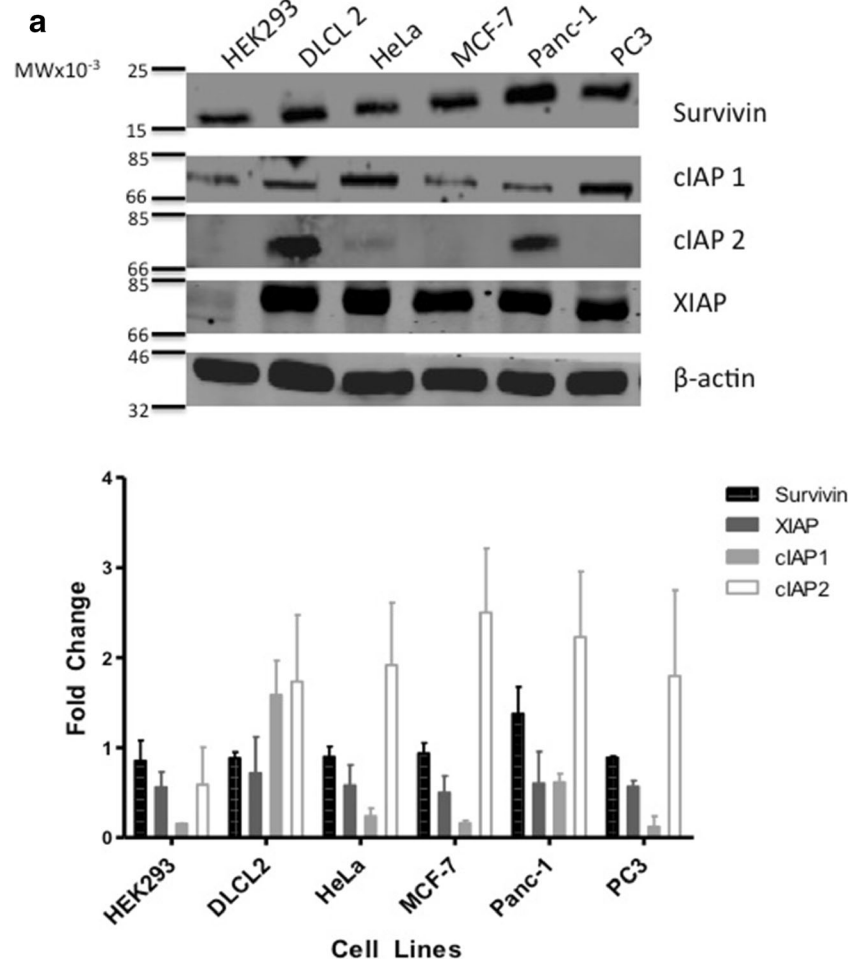 a
HEK293 DLCL 2 HeLa MCF-7 Panc-1 PC3
MWx10-3
25
Survivin
15
85
cIAP 1
66
85
cIAP 2
66
85
XIAP
66
46
β-actin
32
4
3
2
1
0
Fold Change
Survivin
XIAP
cIAP1
cIAP2
HEK293 DLCL2 HeLa MCF-7 Panc-1 PC3
Cell Lines